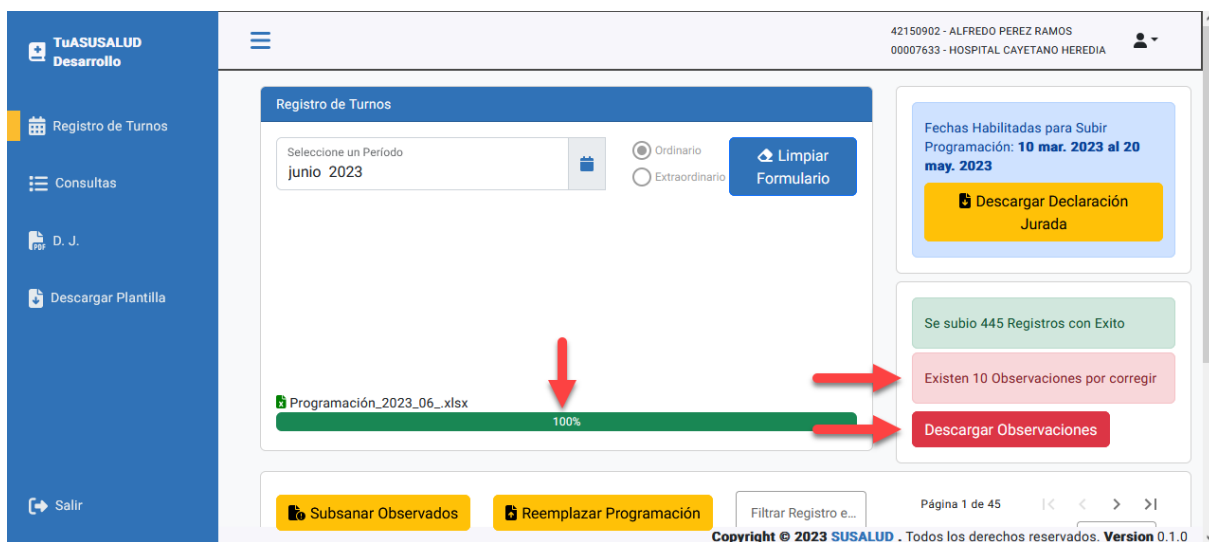 TuASUSALUD
Desarrollo
42150902 - ALFREDO PEREZ RAMOS
00007633 - HOSPITAL CAYETANO HEREDIA
Registro de Turnos
Consultas
PDF
D. J.
Descargar Plantilla
Salir
Registro de Turnos
Seleccione un Período
junio 2023
Ordinario
Extraordinario
Limpiar
Formulario
Programación_2023_06_.xlsx
100%
Fechas Habilitadas para Subir
Programación: 10 mar. 2023 al 20
may. 2023
Descargar Declaración
Jurada
Se subio 445 Registros con Exito
Existen 10 Observaciones por corregir
Descargar Observaciones
Subsanar Observados
Reemplazar Programación
Filtrar Registro e...
Página 1 de 45
Copyright © 2023 SUSALUD . Todos los derechos reservados. Version 0.1.0